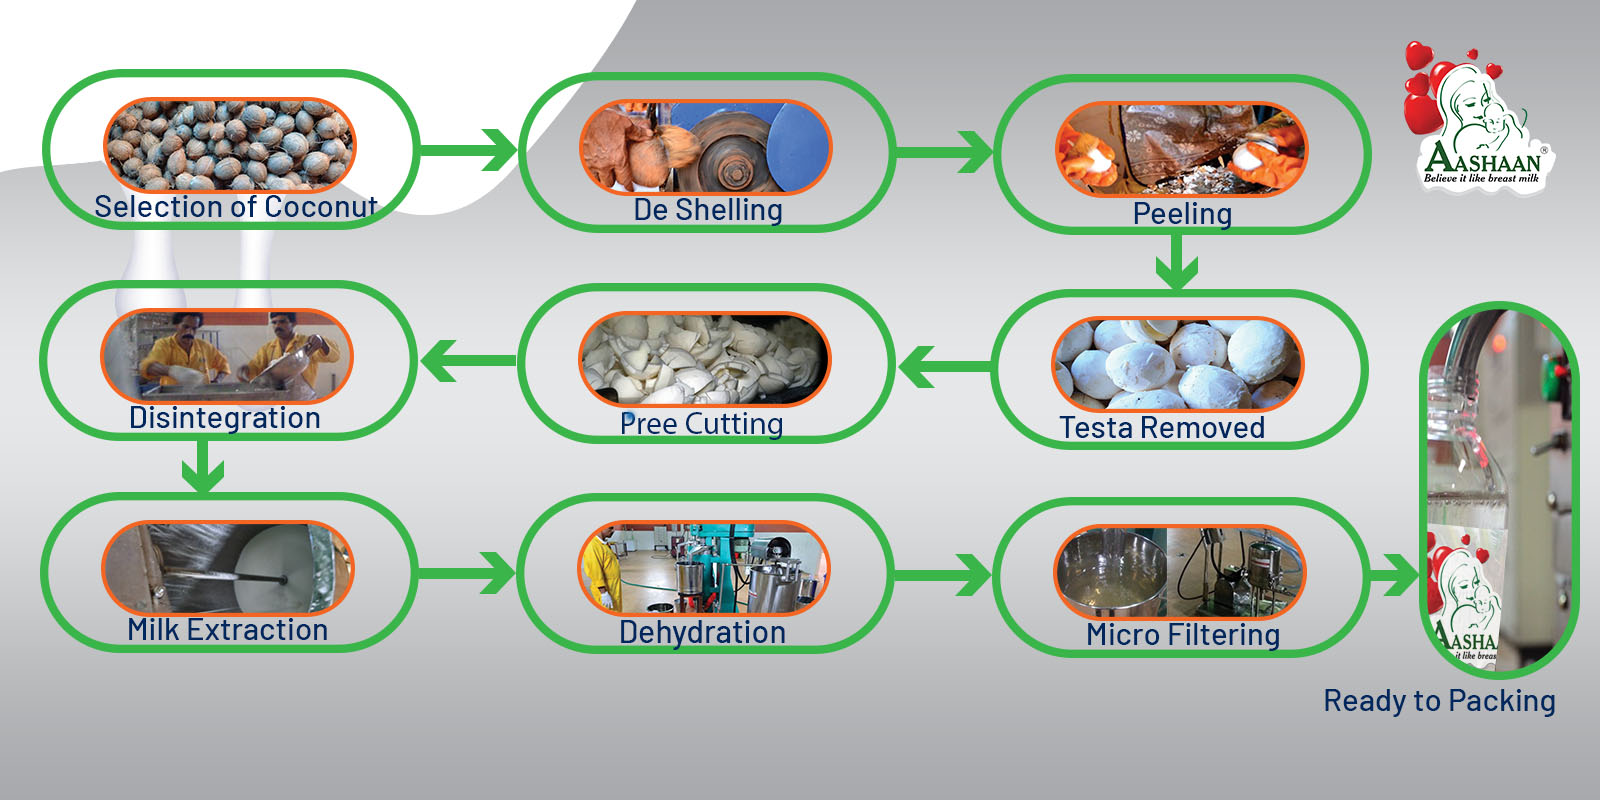 Selection of Coconut
De Shelling
Peeling
AASHAAN®
Believe it like breast milk
Testa Removed
Pree Cutting
Disintegration
Milk Extraction
Dehydration
Micro Filtering
AASHA
it like breas
Ready to Packing